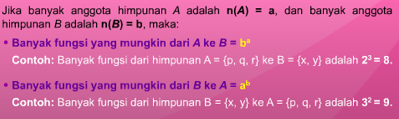 Jika banyak anggota himpunan A adalah n(A) = a, dan banyak anggota
himpunan B adalah n(B) = b, maka:
• Banyak fungsi yang mungkin dari A ke B = bᵃ
Contoh: Banyak fungsi dari himpunan A = {p, q, r} ke B = {x, y} adalah 2³ = 8.
• Banyak fungsi yang mungkin dari B ke A = aᵇ
Contoh: Banyak fungsi dari himpunan B = {x, y} ke A = {p, q, r} adalah 3² = 9.